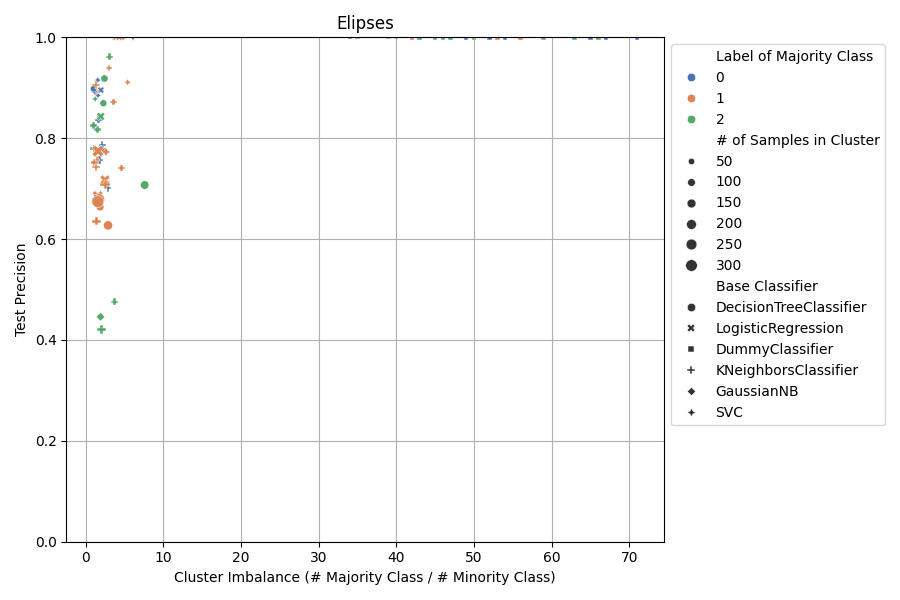 Elipses
1.0
0.8
0.6
0.4
0.2
0.0
Test Precision
0 10 20 30 40 50 60 70
Cluster Imbalance (# Majority Class / # Minority Class)
Label of Majority Class
0
1
2
# of Samples in Cluster
50
100
150
200
250
300
Base Classifier
DecisionTreeClassifier
LogisticRegression
DummyClassifier
KNeighborsClassifier
GaussianNB
SVC